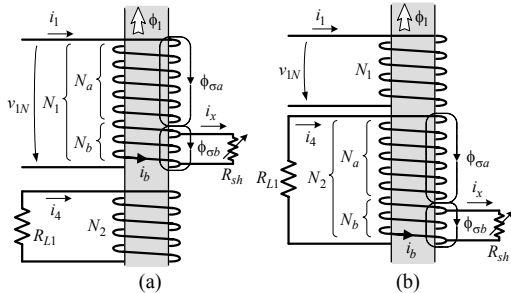 i1
ϕ1
v1N
N1
Na
Nb
ϕσa
ix
ϕσb
ib
Rsh
i4
RL1
N2
(a)
i1
ϕ1
v1N
N1
i4
RL1
N2
Na
Nb
ϕσa
ix
ϕσb
ib
Rsh
(b)